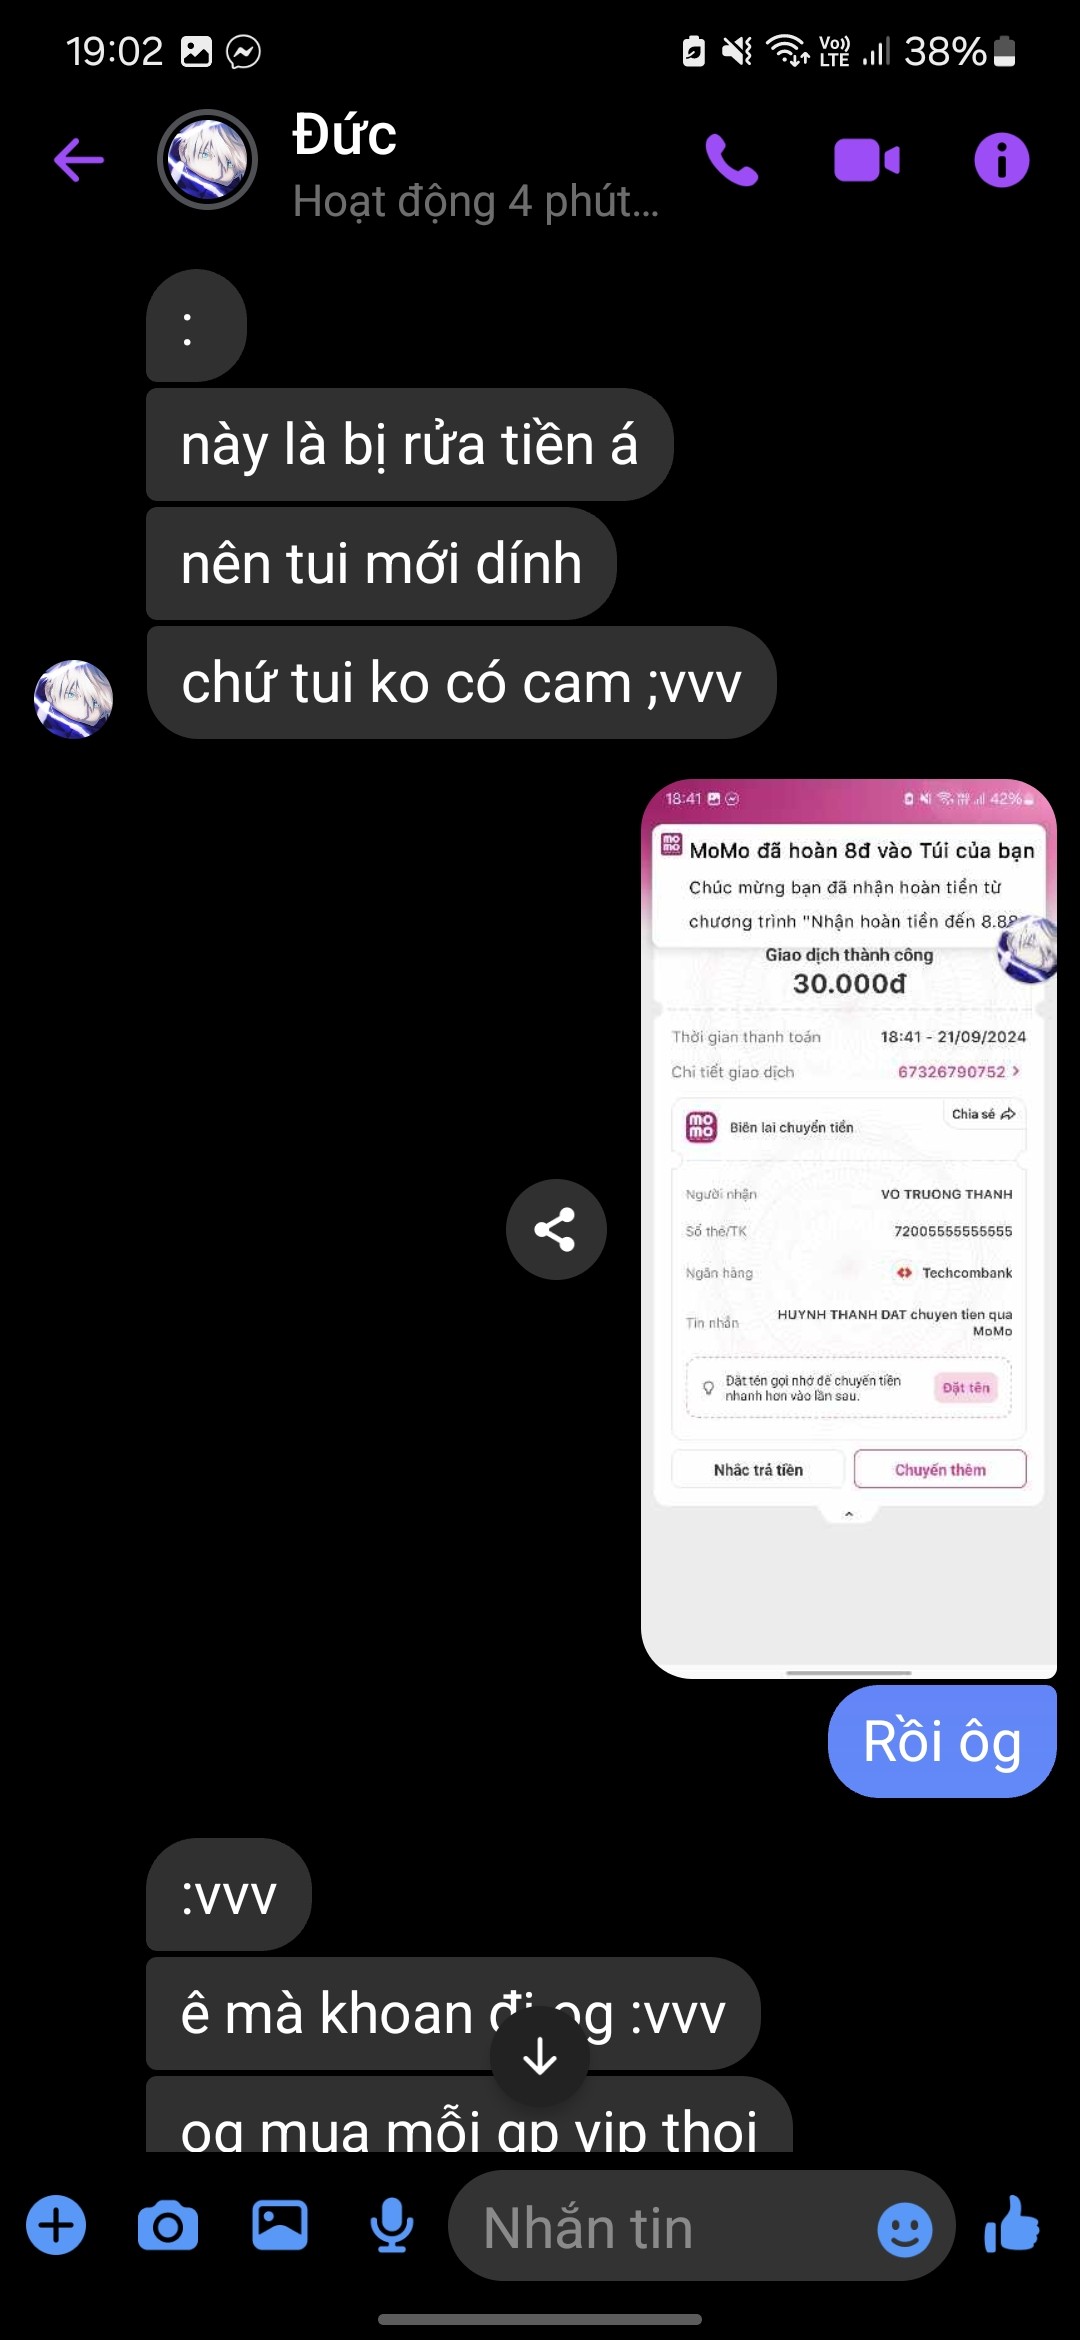 19:02
Vo)) LTE
38%
Đức
Hoạt động 4 phút...
:
này là bị rửa tiền á
nên tui mới dính
chứ tui ko có cam ;vvv
18:41
42%
MoMo đã hoàn 8đ vào Túi của bạn
Chúc mừng bạn đã nhận hoàn tiền từ
chương trình "Nhận hoàn tiền đến 8.88
Giao dịch thành công
30.000đ
Thời gian thanh toán 18:41 - 21/09/2024
Chi tiết giao dịch 67326790752 >
Chia sẻ
mo mo Biên lai chuyển tiền
Người nhận VO TRUONG THANH
Số thẻ/TK 72005555555555
Ngân hàng Techcombank
Tin nhắn HUYNH THANH DAT chuyen tien qua
MoMo
Đặt tên gợi nhớ để chuyển tiền
nhanh hơn vào lần sau.
Đặt tên
Nhắc trả tiền Chuyển thêm
Rồi ôg
:vvv
ê mà khoan đi og :vvv
og mua mỗi gp vip thoi
Nhắn tin